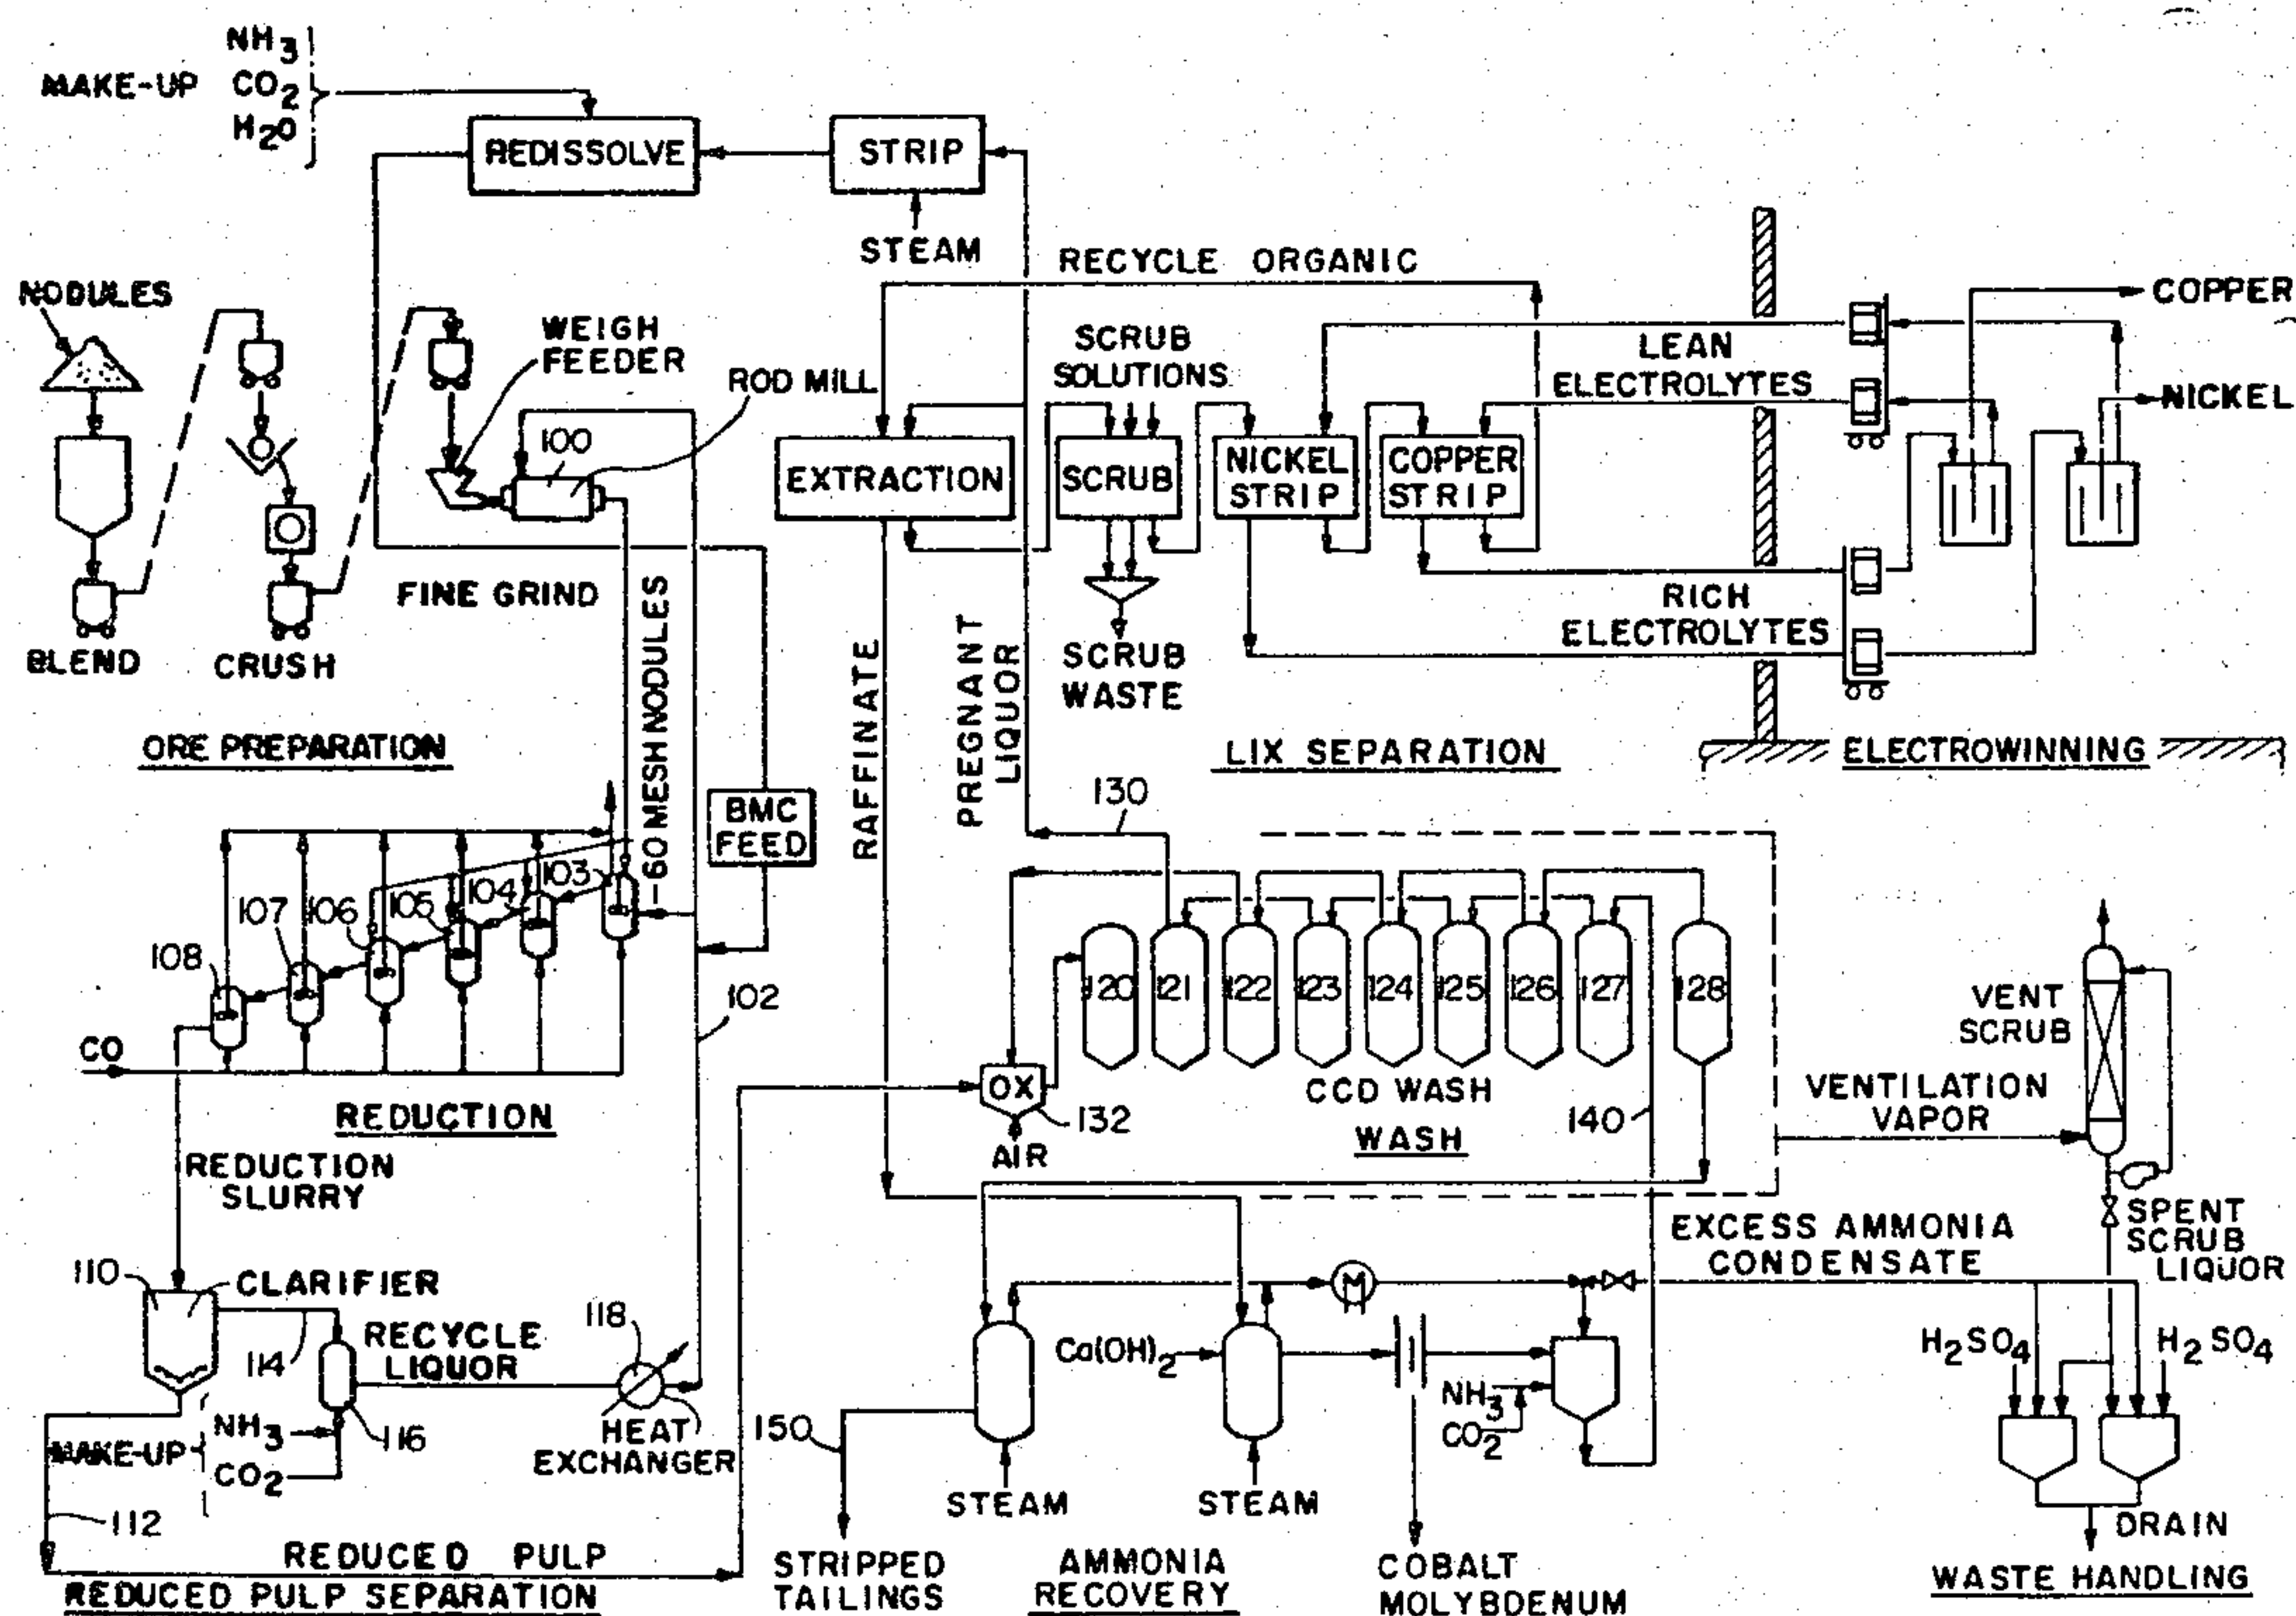 NH3
MAKE-UP CO2
H2O
REDISSOLVE
STRIP
STEAM
RECYCLE ORGANIC
NODULES
WEIGH
FEEDER
ROD MILL
100
SCRUB
SOLUTIONS
LEAN
ELECTROLYTES
COPPER
NICKEL
EXTRACTION
SCRUB
NICKEL
STRIP
COPPER
STRIP
FINE GRIND
BLEND
CRUSH
-60 MESH NODULES
RAFFINATE
PREGNANT
LIQUOR
SCRUB
WASTE
RICH
ELECTROLYTES
ORE PREPARATION
LIX SEPARATION
ELECTROWINNING
BMC
FEED
130
103
104
105
106
107
108
102
120
121
122
123
124
125
126
127
128
CO
REDUCTION
OX
132
AIR
CCD WASH
WASH
140
VENT
SCRUB
VENTILATION
VAPOR
REDUCTION
SLURRY
SPENT
SCRUB
LIQUOR
EXCESS AMMONIA
CONDENSATE
110
CLARIFIER
114
RECYCLE
LIQUOR
118
M
Ca(OH)2
H2SO4
H2SO4
NH3
CO2
MAKE-UP
NH3
CO2
116
HEAT
EXCHANGER
150
STEAM
STEAM
112
DRAIN
REDUCED PULP
REDUCED PULP SEPARATION
STRIPPED
TAILINGS
AMMONIA
RECOVERY
COBALT
MOLYBDENUM
WASTE HANDLING